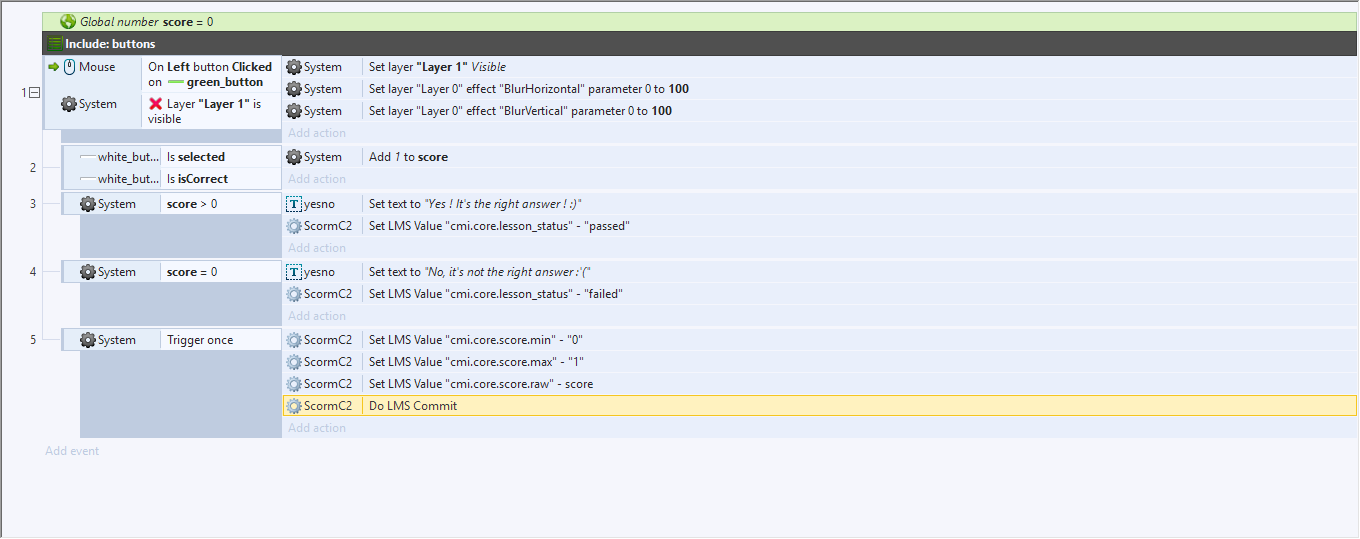 Global number score = 0
Include: buttons
1
Mouse On Left button Clicked on green_button
System Layer "Layer 1" is visible
System Set layer "Layer 1" Visible
System Set layer "Layer 0" effect "BlurHorizontal" parameter 0 to 100
System Set layer "Layer 0" effect "BlurVertical" parameter 0 to 100
Add action
2
white_but... Is selected
white_but... Is isCorrect
System Add 1 to score
Add action
3
System score > 0
yesno Set text to "Yes ! It's the right answer ! :)"
ScormC2 Set LMS Value "cmi.core.lesson_status" - "passed"
Add action
4
System score = 0
yesno Set text to "No, it's not the right answer :'("
ScormC2 Set LMS Value "cmi.core.lesson_status" - "failed"
Add action
5
System Trigger once
ScormC2 Set LMS Value "cmi.core.score.min" - "0"
ScormC2 Set LMS Value "cmi.core.score.max" - "1"
ScormC2 Set LMS Value "cmi.core.score.raw" - score
ScormC2 Do LMS Commit
Add action
Add event